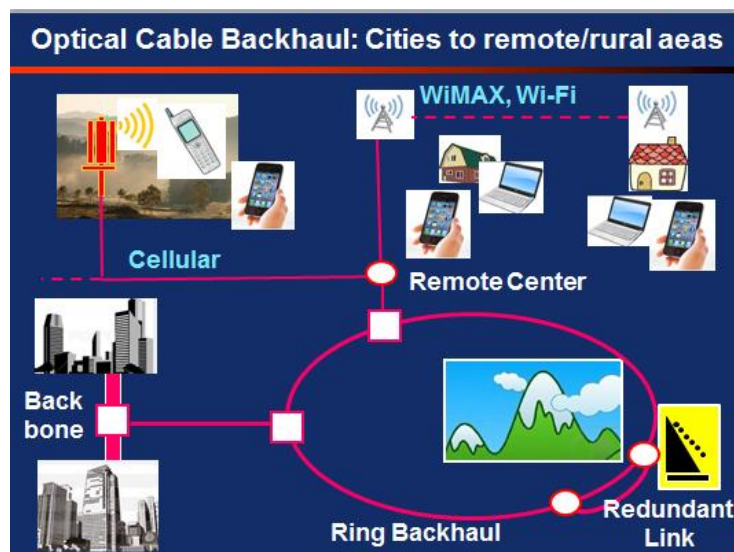 Optical Cable Backhaul: Cities to remote/rural aeas
WiMAX, Wi-Fi
Cellular
Remote Center
Back
bone
Ring Backhaul
Redundant
Link